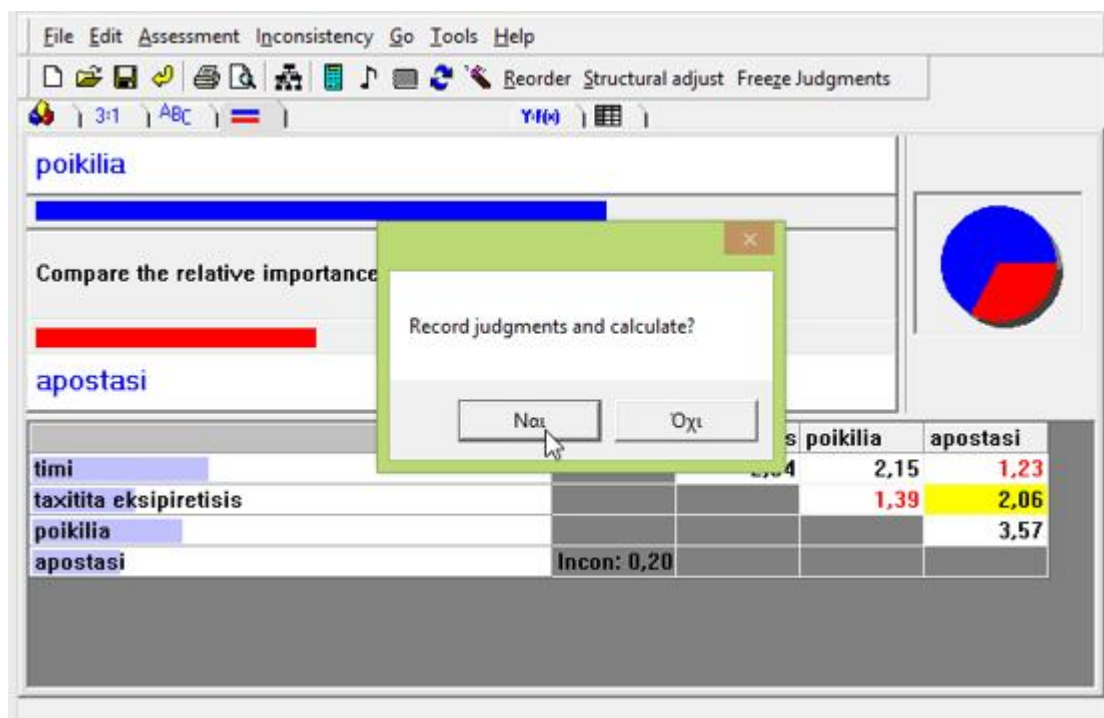 File Edit Assessment Inconsistency Go Tools Help
Reorder Structural adjust Freeze Judgments
3:1 ABC Y:f(x)
poikilia
Compare the relative importance
Record judgments and calculate?
Ναι Όχι
apostasi
s poikilia apostasi
timi 2,15 1,23
taxitita eksipiretisis 1,39 2,06
poikilia 3,57
apostasi Incon: 0,20